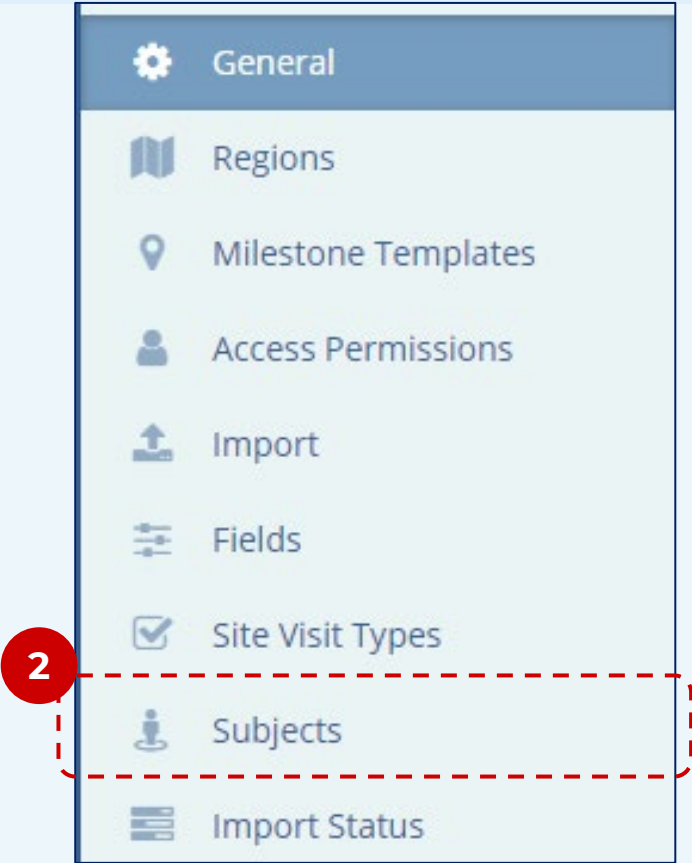 General
Regions
Milestone Templates
Access Permissions
Import
Fields
Site Visit Types
2
Subjects
Import Status